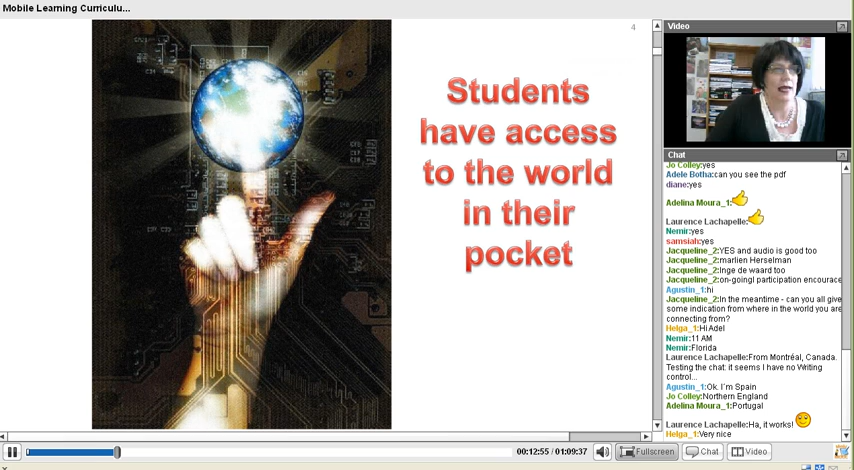 Mobile Learning Curriculu...
4
Students
have access
to the world
in their
pocket
Video
Chat
Jo Colley:yes
Adele Botha:can you see the pdf
diane:yes
Adelina Moura_1:
Laurence Lachapelle:
Nemir:yes
samsiah:yes
Jacqueline_2:YES and audio is good too
Jacqueline_2:marlien Herselman
Jacqueline_2:Inge de waard too
Jacqueline_2:on-goingl participation encourace
Agustin_1:hi
Jacqueline_2:In the meantime - can you all give
some indication from where in the world you are
connecting from?
Helga_1:Hi Adel
Nemir:11 AM
Nemir:Florida
Laurence Lachapelle:From Montréal, Canada.
Testing the chat: it seems I have no Writing
control...
Agustin_1:Ok. I´m Spain
Jo Colley:Northern England
Adelina Moura_1:Portugal
Laurence Lachapelle:Ha, it works!
Helga_1:Very nice
00:12:55 / 01:09:37
Fullscreen
Chat
Video